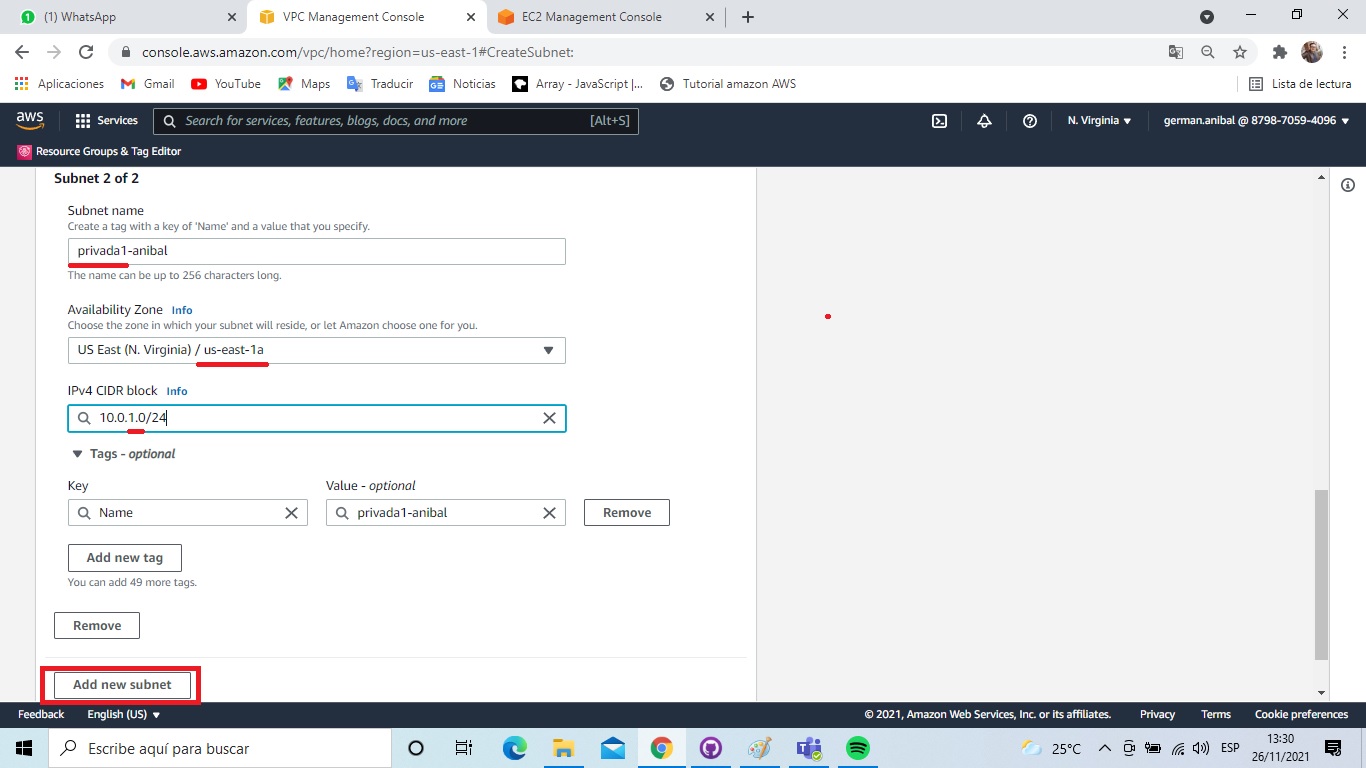 (1) WhatsApp
VPC Management Console
EC2 Management Console
console.aws.amazon.com/vpc/home?region=us-east-1#CreateSubnet:
Aplicaciones
Gmail
YouTube
Maps
Traducir
Noticias
Array - JavaScript |...
Tutorial amazon AWS
Lista de lectura
aws
Services
Search for services, features, blogs, docs, and more
[Alt+S]
N. Virginia
german.anibal @ 8798-7059-4096
Resource Groups & Tag Editor
Subnet 2 of 2
Subnet name
Create a tag with a key of 'Name' and a value that you specify.
privada1-anibal
The name can be up to 256 characters long.
Availability Zone Info
Choose the zone in which your subnet will reside, or let Amazon choose one for you.
US East (N. Virginia) / us-east-1a
IPv4 CIDR block Info
10.0.1.0/24
Tags - optional
Key
Value - optional
Name
privada1-anibal
Remove
Add new tag
You can add 49 more tags.
Remove
Add new subnet
Feedback
English (US)
© 2021, Amazon Web Services, Inc. or its affiliates.
Privacy
Terms
Cookie preferences
Escribe aquí para buscar
25°C
ESP
13:30
26/11/2021